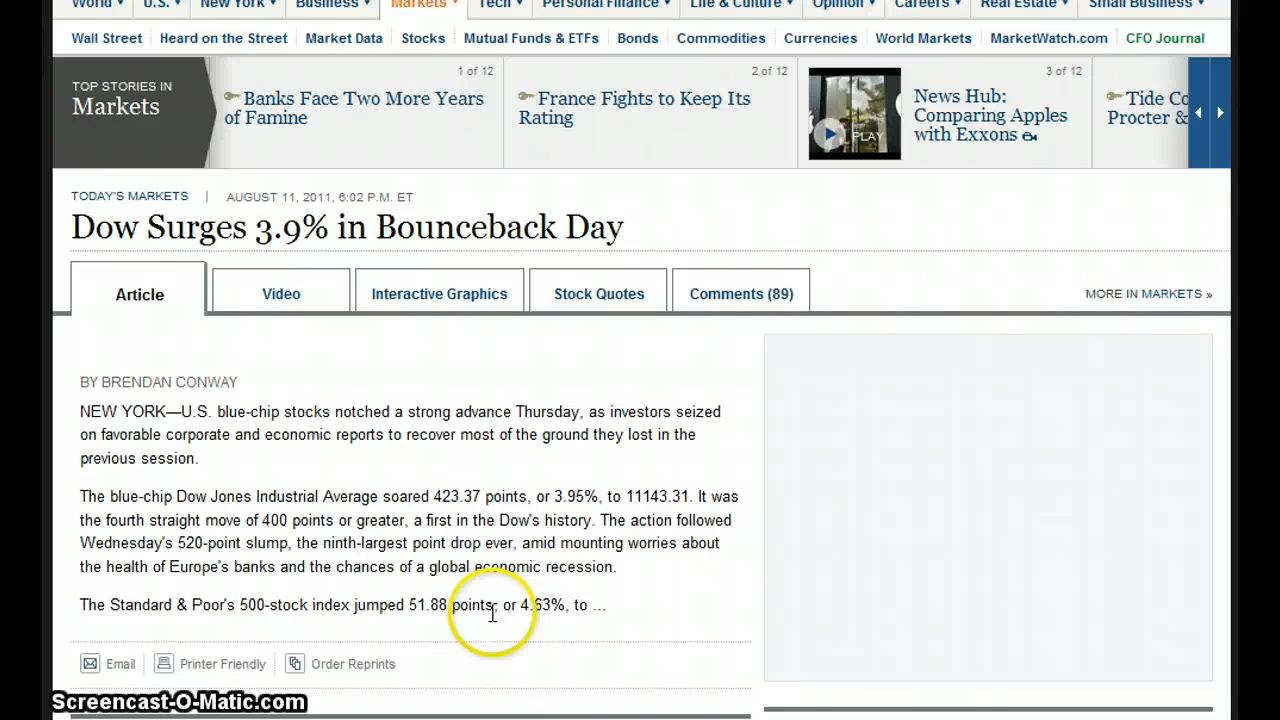 World U.S. New York Business Markets Tech Personal Finance Life & Culture Opinion Careers Real Estate Small Business
Wall Street Heard on the Street Market Data Stocks Mutual Funds & ETFs Bonds Commodities Currencies World Markets MarketWatch.com CFO Journal
TOP STORIES IN
Markets
1 of 12
Banks Face Two More Years
of Famine
2 of 12
France Fights to Keep Its
Rating
3 of 12
PLAY
News Hub:
Comparing Apples
with Exxons
Tide Co
Procter &
TODAY'S MARKETS | AUGUST 11, 2011, 6:02 P.M. ET
Dow Surges 3.9% in Bounceback Day
Article Video Interactive Graphics Stock Quotes Comments (89) MORE IN MARKETS »
BY BRENDAN CONWAY
NEW YORK—U.S. blue-chip stocks notched a strong advance Thursday, as investors seized
on favorable corporate and economic reports to recover most of the ground they lost in the
previous session.
The blue-chip Dow Jones Industrial Average soared 423.37 points, or 3.95%, to 11143.31. It was
the fourth straight move of 400 points or greater, a first in the Dow's history. The action followed
Wednesday's 520-point slump, the ninth-largest point drop ever, amid mounting worries about
the health of Europe's banks and the chances of a global economic recession.
The Standard & Poor's 500-stock index jumped 51.88 points, or 4.63%, to ...
Email Printer Friendly Order Reprints
Screencast-O-Matic.com